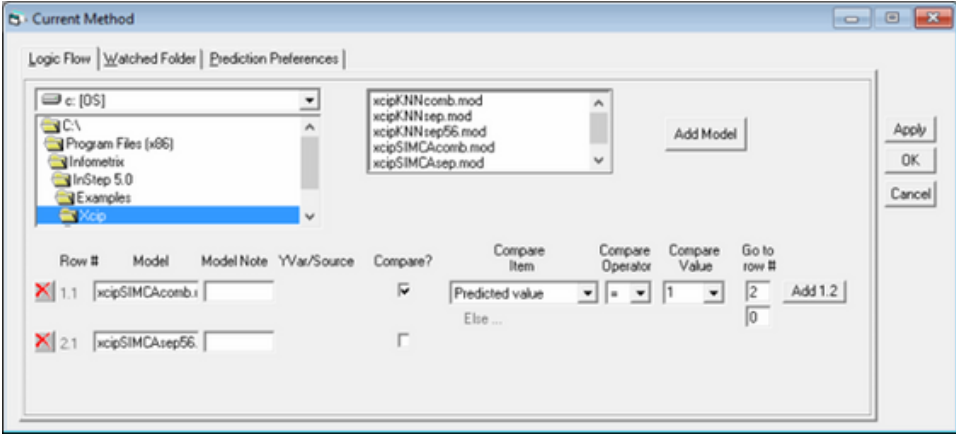 Current Method
Logic Flow Watched Folder Prediction Preferences
c: [OS]
C:\
Program Files (x86)
Infometrix
InStep 5.0
Examples
Xcip
xcipKNNcomb.mod
xcipKNNsep.mod
xcipKNNsep56.mod
xcipSIMCAcomb.mod
xcipSIMCAsep.mod
Add Model
Apply
OK
Cancel
Row # Model Model Note YVar/Source Compare? Compare Item Compare Operator Compare Value Go to row #
1.1 xcipSIMCAcomb. Predicted value = 1 2 Add 1.2
Else ... 0
2.1 xcipSIMCAsep56.